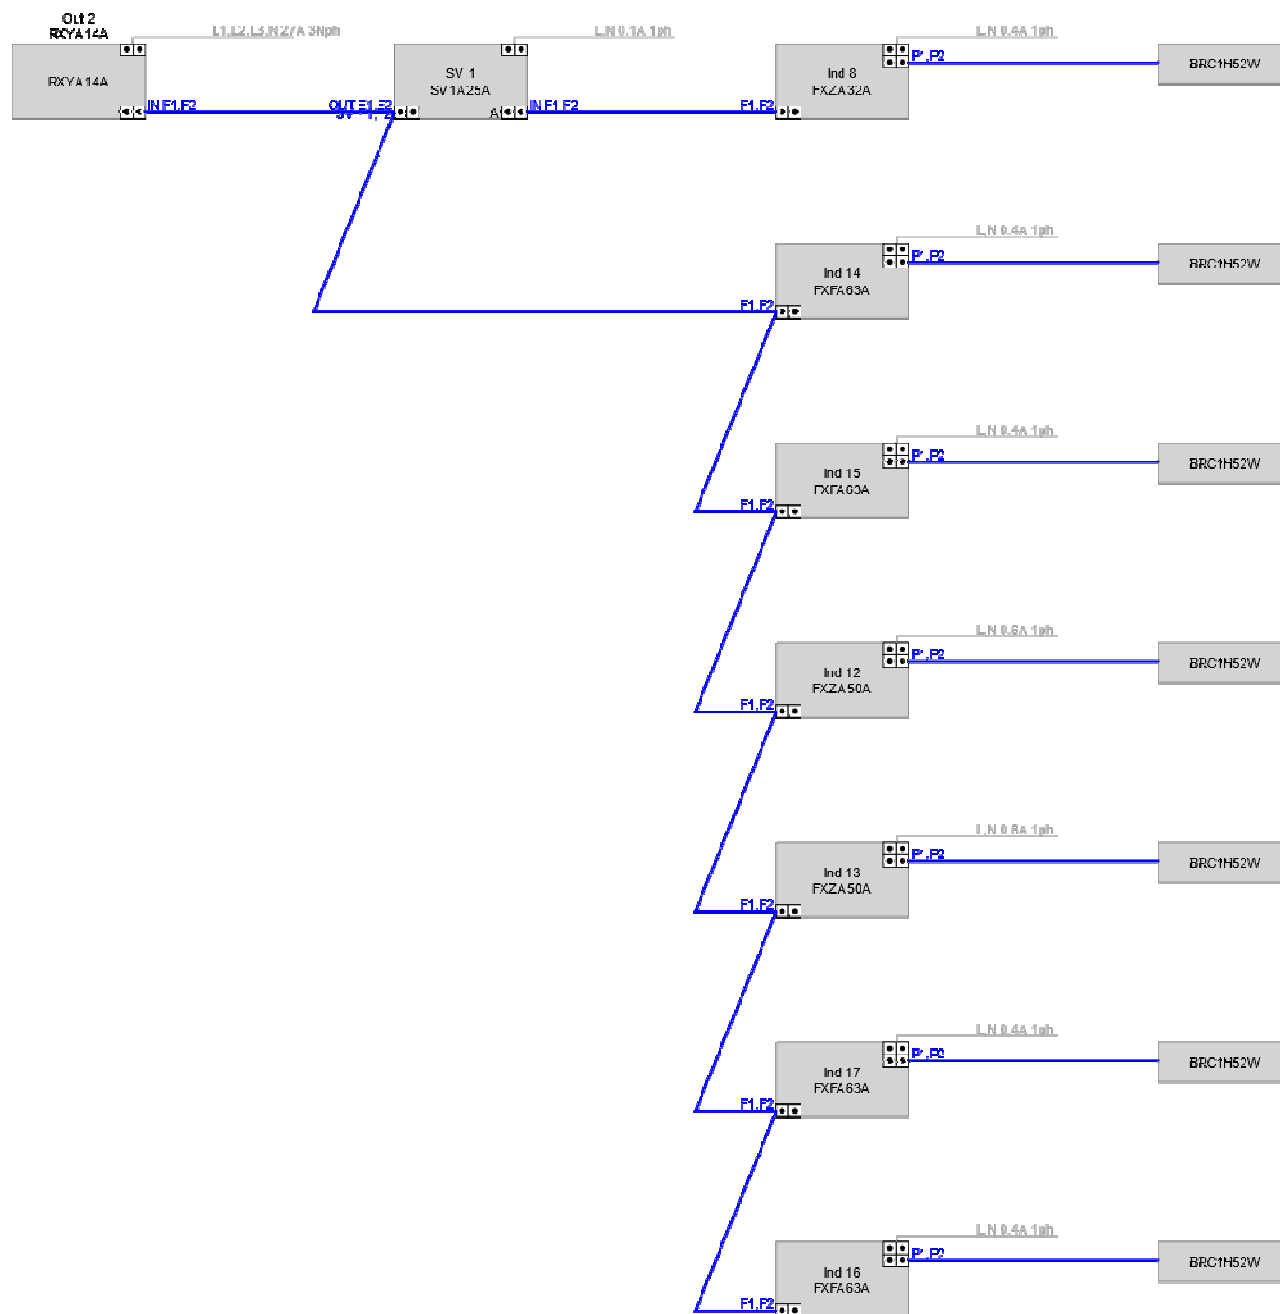 Out 2
RXYA14A
L1,L2,L3,N 27A 3Nph
L,N 0.1A 1ph
L,N 0.4A 1ph
RXYA14A
SV 1
SV1A25A
Ind 8
FXZA32A
P1,P2
BRC1H52W
IN F1,F2
OUT F1,F2
A
IN F1,F2
F1,F2
L,N 0.4A 1ph
Ind 14
FXFA63A
P1,P2
BRC1H52W
F1,F2
L,N 0.4A 1ph
Ind 15
FXFA63A
P1,P2
BRC1H52W
F1,F2
L,N 0.6A 1ph
Ind 12
FXZA50A
P1,P2
BRC1H52W
F1,F2
L,N 0.6A 1ph
Ind 13
FXZA50A
P1,P2
BRC1H52W
F1,F2
L,N 0.4A 1ph
Ind 17
FXFA63A
P1,P2
BRC1H52W
F1,F2
L,N 0.4A 1ph
Ind 16
FXFA63A
P1,P2
BRC1H52W
F1,F2